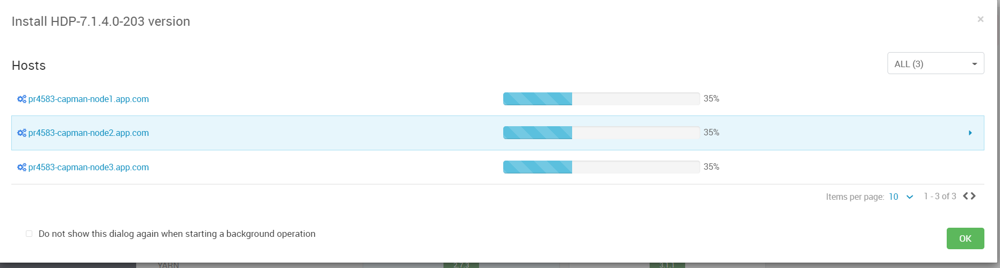 Install HDP-7.1.4.0-203 version
×
Hosts
ALL (3)
pr4583-capman-node1.app.com 35%
pr4583-capman-node2.app.com 35%
pr4583-capman-node3.app.com 35%
Items per page: 10 1 - 3 of 3
Do not show this dialog again when starting a background operation
OK
YARN 2.7.3 3.1.1